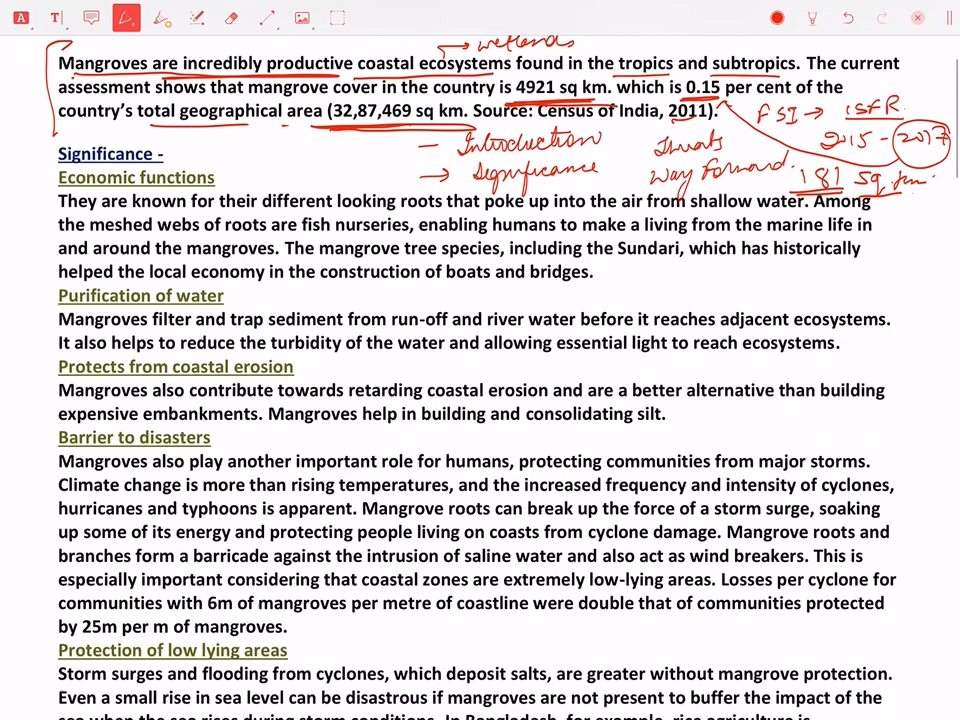 → wetlands
Mangroves are incredibly productive coastal ecosystems found in the tropics and subtropics. The current
assessment shows that mangrove cover in the country is 4921 sq km. which is 0.15 per cent of the
country's total geographical area (32,87,469 sq km. Source: Census of India, 2011).
FSI → ISFR
2015 - 2017
181 sq. km.
— Introduction
→ Significance
Threats
Way Forward.
Significance -
Economic functions
They are known for their different looking roots that poke up into the air from shallow water. Among
the meshed webs of roots are fish nurseries, enabling humans to make a living from the marine life in
and around the mangroves. The mangrove tree species, including the Sundari, which has historically
helped the local economy in the construction of boats and bridges.
Purification of water
Mangroves filter and trap sediment from run-off and river water before it reaches adjacent ecosystems.
It also helps to reduce the turbidity of the water and allowing essential light to reach ecosystems.
Protects from coastal erosion
Mangroves also contribute towards retarding coastal erosion and are a better alternative than building
expensive embankments. Mangroves help in building and consolidating silt.
Barrier to disasters
Mangroves also play another important role for humans, protecting communities from major storms.
Climate change is more than rising temperatures, and the increased frequency and intensity of cyclones,
hurricanes and typhoons is apparent. Mangrove roots can break up the force of a storm surge, soaking
up some of its energy and protecting people living on coasts from cyclone damage. Mangrove roots and
branches form a barricade against the intrusion of saline water and also act as wind breakers. This is
especially important considering that coastal zones are extremely low-lying areas. Losses per cyclone for
communities with 6m of mangroves per metre of coastline were double that of communities protected
by 25m per m of mangroves.
Protection of low lying areas
Storm surges and flooding from cyclones, which deposit salts, are greater without mangrove protection.
Even a small rise in sea level can be disastrous if mangroves are not present to buffer the impact of the
sea when the sea rises during storm conditions. In Bangladesh, for example, rice agriculture is